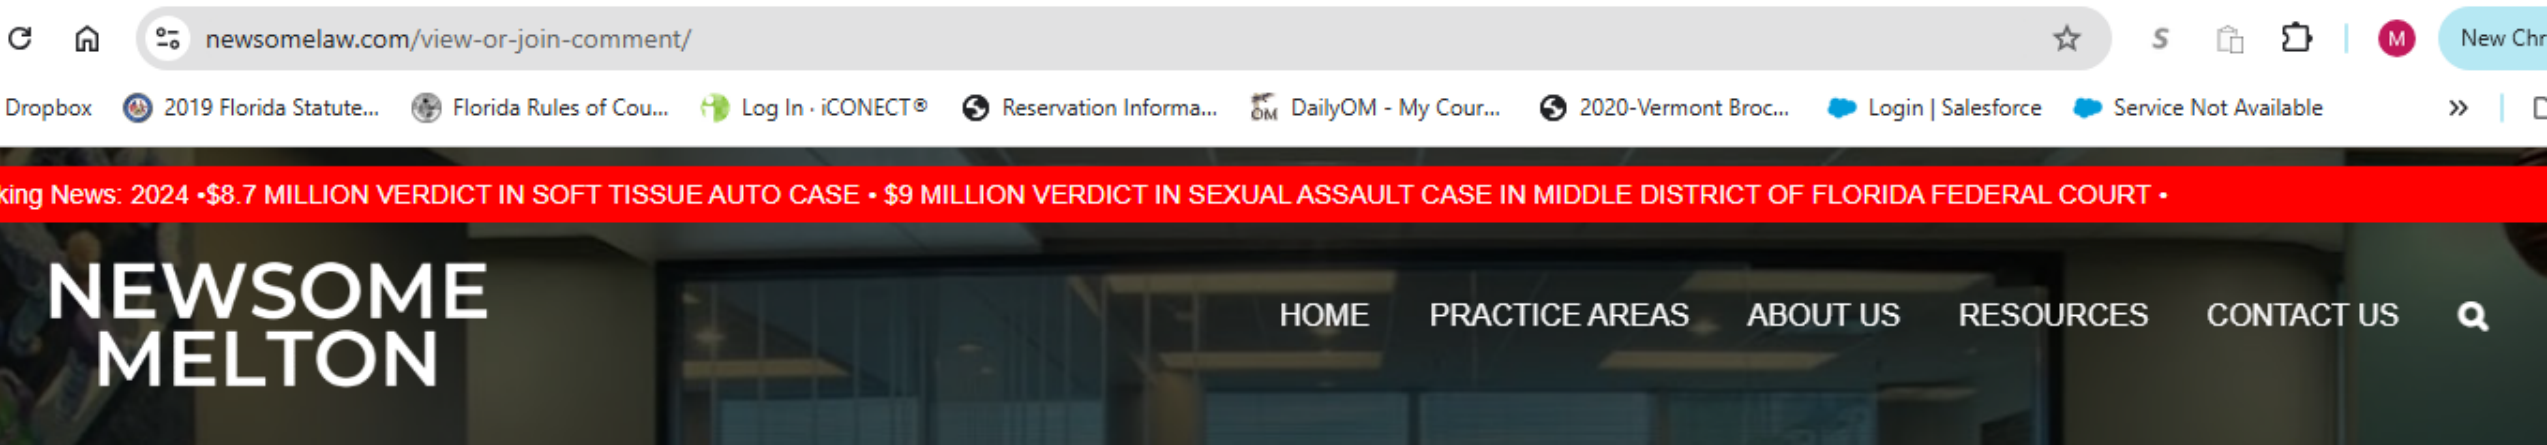 newsomelaw.com/view-or-join-comment/ S M New Chr
Dropbox 2019 Florida Statute... Florida Rules of Cou... Log In · iCONECT® Reservation Informa... OM DailyOM - My Cour... 2020-Vermont Broc... Login | Salesforce Service Not Available »
king News: 2024 •$8.7 MILLION VERDICT IN SOFT TISSUE AUTO CASE • $9 MILLION VERDICT IN SEXUAL ASSAULT CASE IN MIDDLE DISTRICT OF FLORIDA FEDERAL COURT •
NEWSOME
MELTON
HOME PRACTICE AREAS ABOUT US RESOURCES CONTACT US